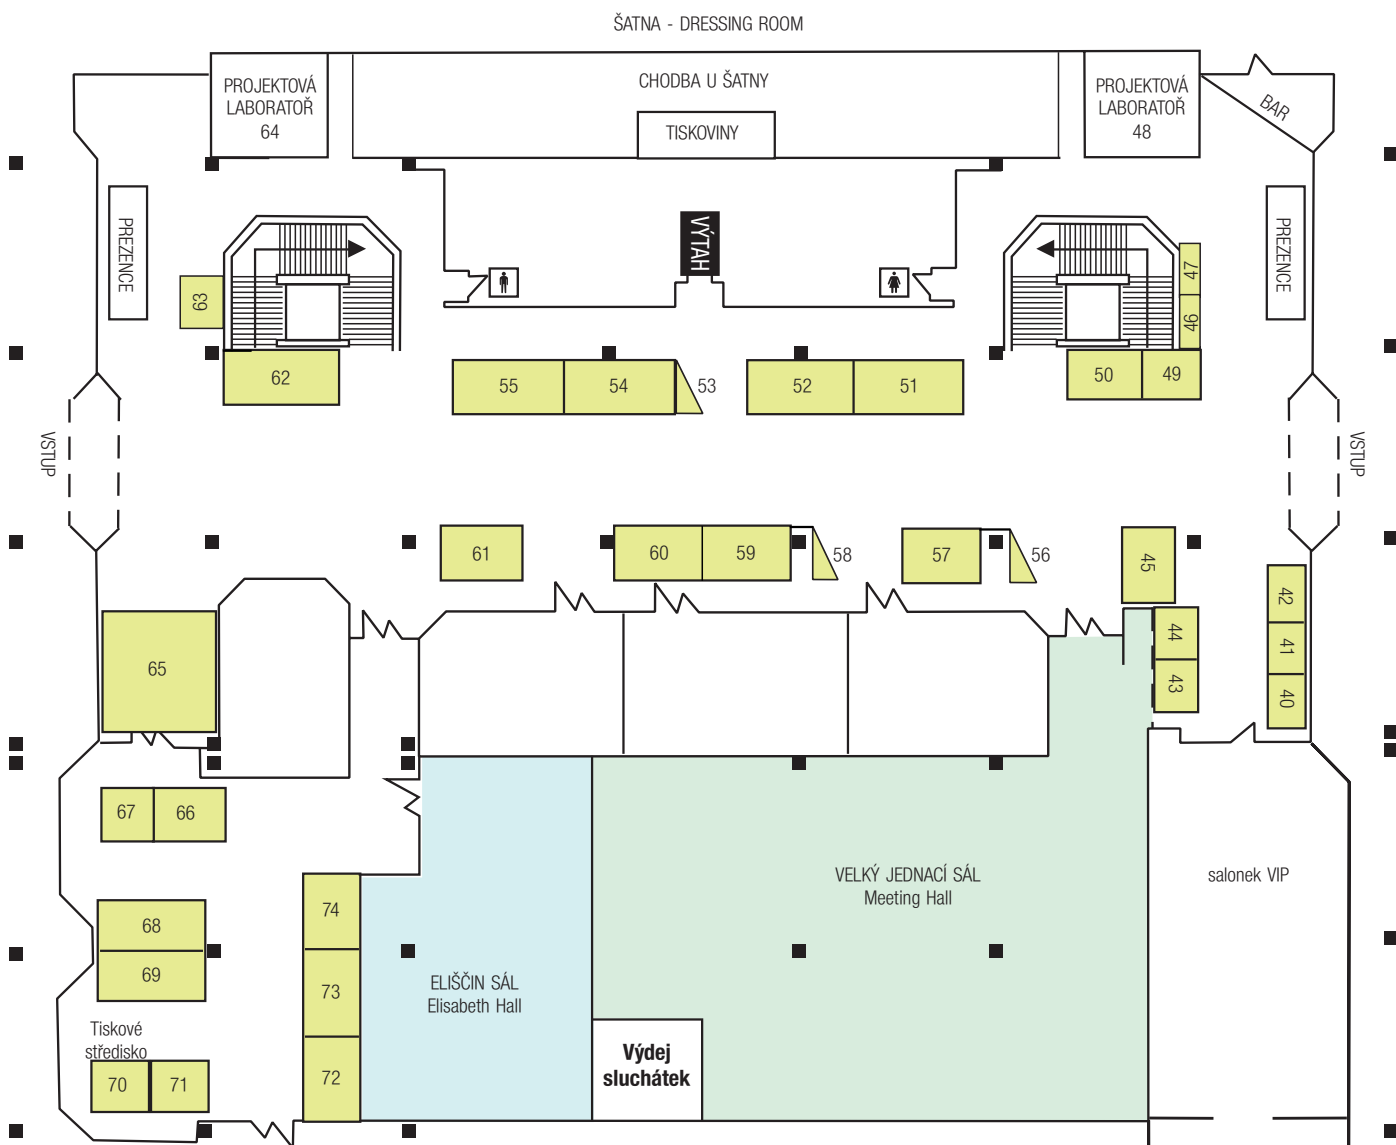 ŠATNA - DRESSING ROOM
PROJEKTOVÁ
LABORATOŘ
64
CHODBA U ŠATNY
TISKOVINY
PROJEKTOVÁ
LABORATOŘ
48
BAR
PREZENCE
VÝTAH
PREZENCE
63
47
46
62
55
54
53
52
51
50
49
VSTUP
VSTUP
61
60
59
58
57
56
45
42
44
41
43
40
65
67
66
74
68
69
73
72
VELKÝ JEDNACÍ SÁL
Meeting Hall
salonek VIP
ELIŠČIN SÁL
Elisabeth Hall
Tiskové
středisko
70
71
Výdej
sluchátek